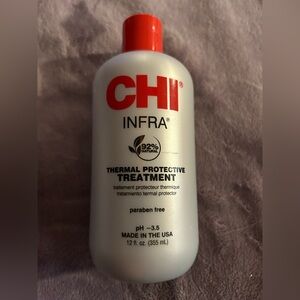 CHI®
INFRA®
92%
NATURAL
THERMAL PROTECTIVE
TREATMENT
traitement protecteur thermique
tratamiento termal protector
paraben free
pH ~3.5
MADE IN THE USA
12 fl. oz. (355 mL)